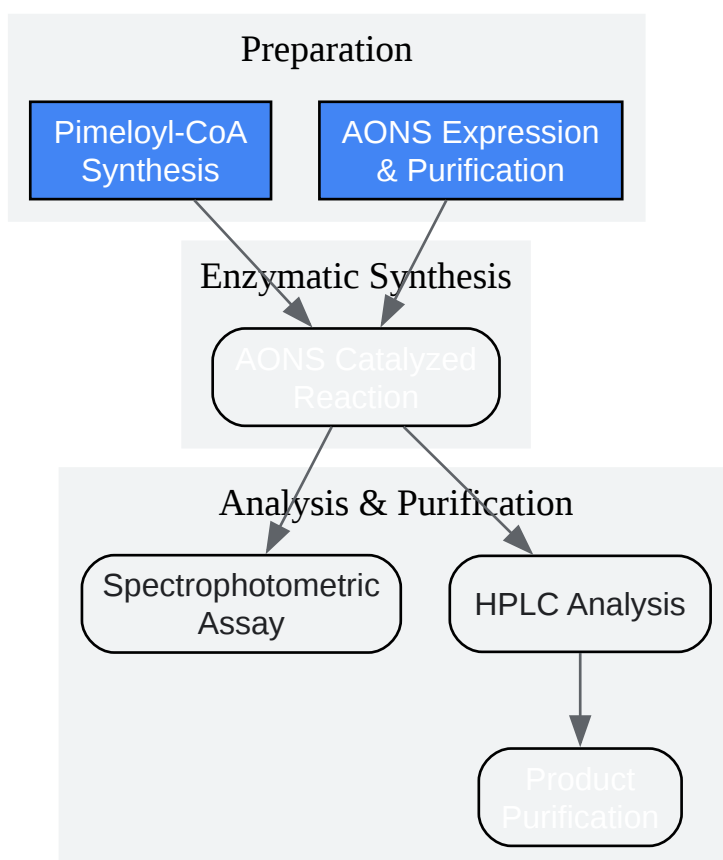 Preparation
Pimeloyl-CoA
Synthesis
AONS Expression
& Purification
Enzymatic Synthesis
AONS Catalyzed
Reaction
Analysis & Purification
Spectrophotometric
Assay
HPLC Analysis
Product
Purification